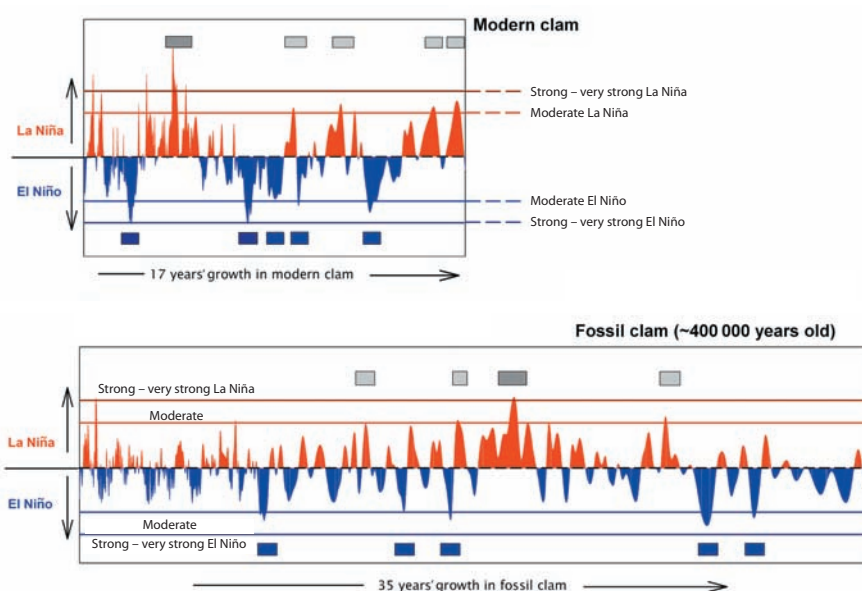 Modern clam
Strong – very strong La Niña
Moderate La Niña
La Niña
El Niño
Moderate El Niño
Strong – very strong El Niño
17 years' growth in modern clam
Fossil clam (~400 000 years old)
Strong – very strong La Niña
Moderate
La Niña
El Niño
Moderate
Strong – very strong El Niño
35 years' growth in fossil clam